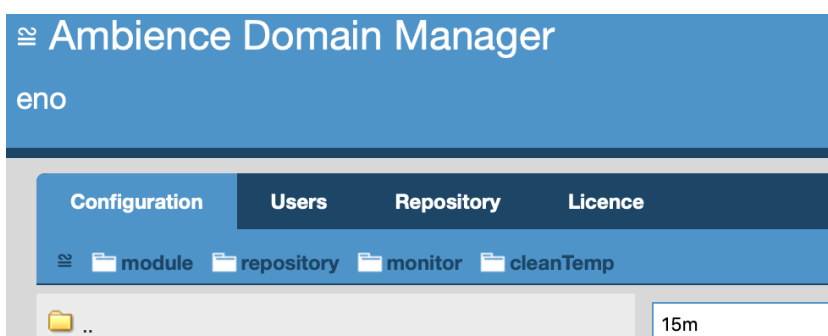 ≅ Ambience Domain Manager
eno
Configuration Users Repository Licence
≅ module repository monitor cleanTemp
.. 15m